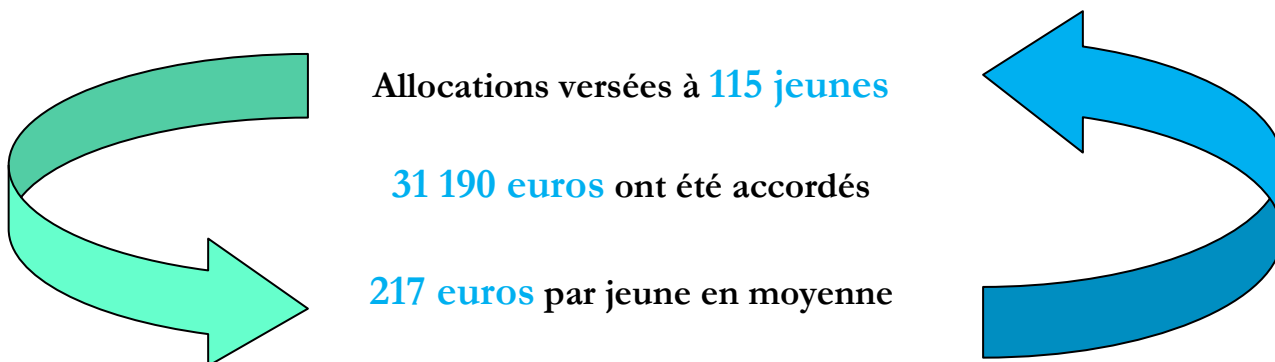 Allocations versées à 115 jeunes
31 190 euros ont été accordés
217 euros par jeune en moyenne